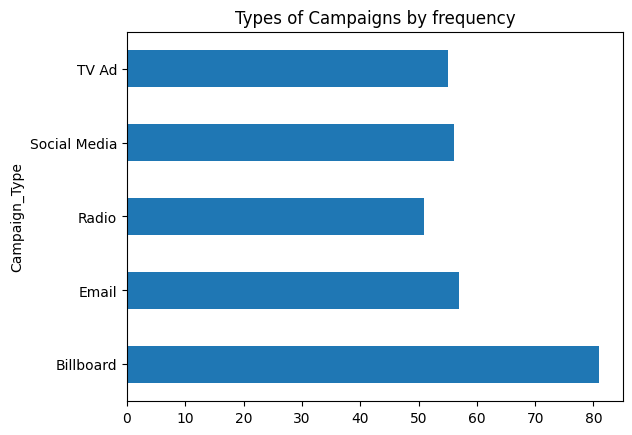 Types of Campaigns by frequency
Campaign_Type
TV Ad
Social Media
Radio
Email
Billboard
0 10 20 30 40 50 60 70 80